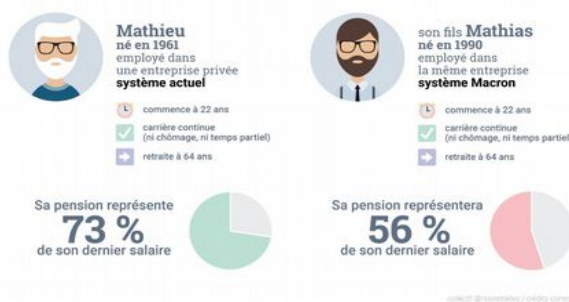 Mathieu
né en 1961
employé dans
une entreprise privée
système actuel
commence à 22 ans
carrière continue
(ni chômage, ni temps partiel)
retraite à 64 ans
Sa pension représente
73 %
de son dernier salaire
son fils Mathias
né en 1990
employé dans
la même entreprise
système Macron
commence à 22 ans
carrière continue
(ni chômage, ni temps partiel
retraite à 64 ans
Sa pension représentera
56 %
de son dernier salaire